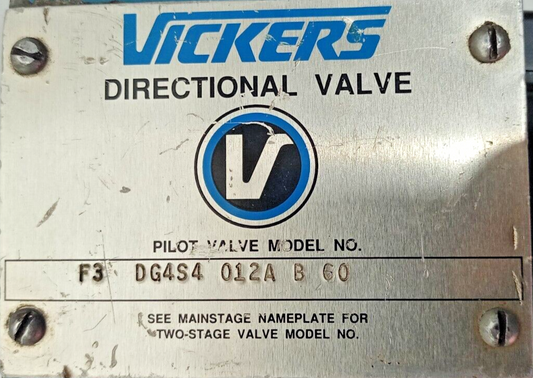 VICKERS
DIRECTIONAL VALVE
V
PILOT VALVE MODEL NO.
F3 DG4S4 012A B 60
SEE MAINSTAGE NAMEPLATE FOR
TWO-STAGE VALVE MODEL NO.